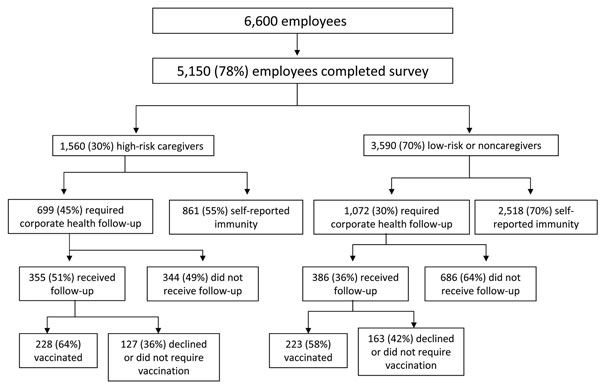 6,600 employees
5,150 (78%) employees completed survey
1,560 (30%) high-risk caregivers
3,590 (70%) low-risk or noncaregivers
699 (45%) required
corporate health follow-up
861 (55%) self-reported
immunity
1,072 (30%) required
corporate health follow-up
2,518 (70%) self-
reported immunity
355 (51%) received
follow-up
344 (49%) did not
receive follow-up
386 (36%) received
follow-up
686 (64%) did not
receive follow-up
228 (64%)
vaccinated
127 (36%) declined
or did not require
vaccination
223 (58%)
vaccinated
163 (42%) declined
or did not require
vaccination